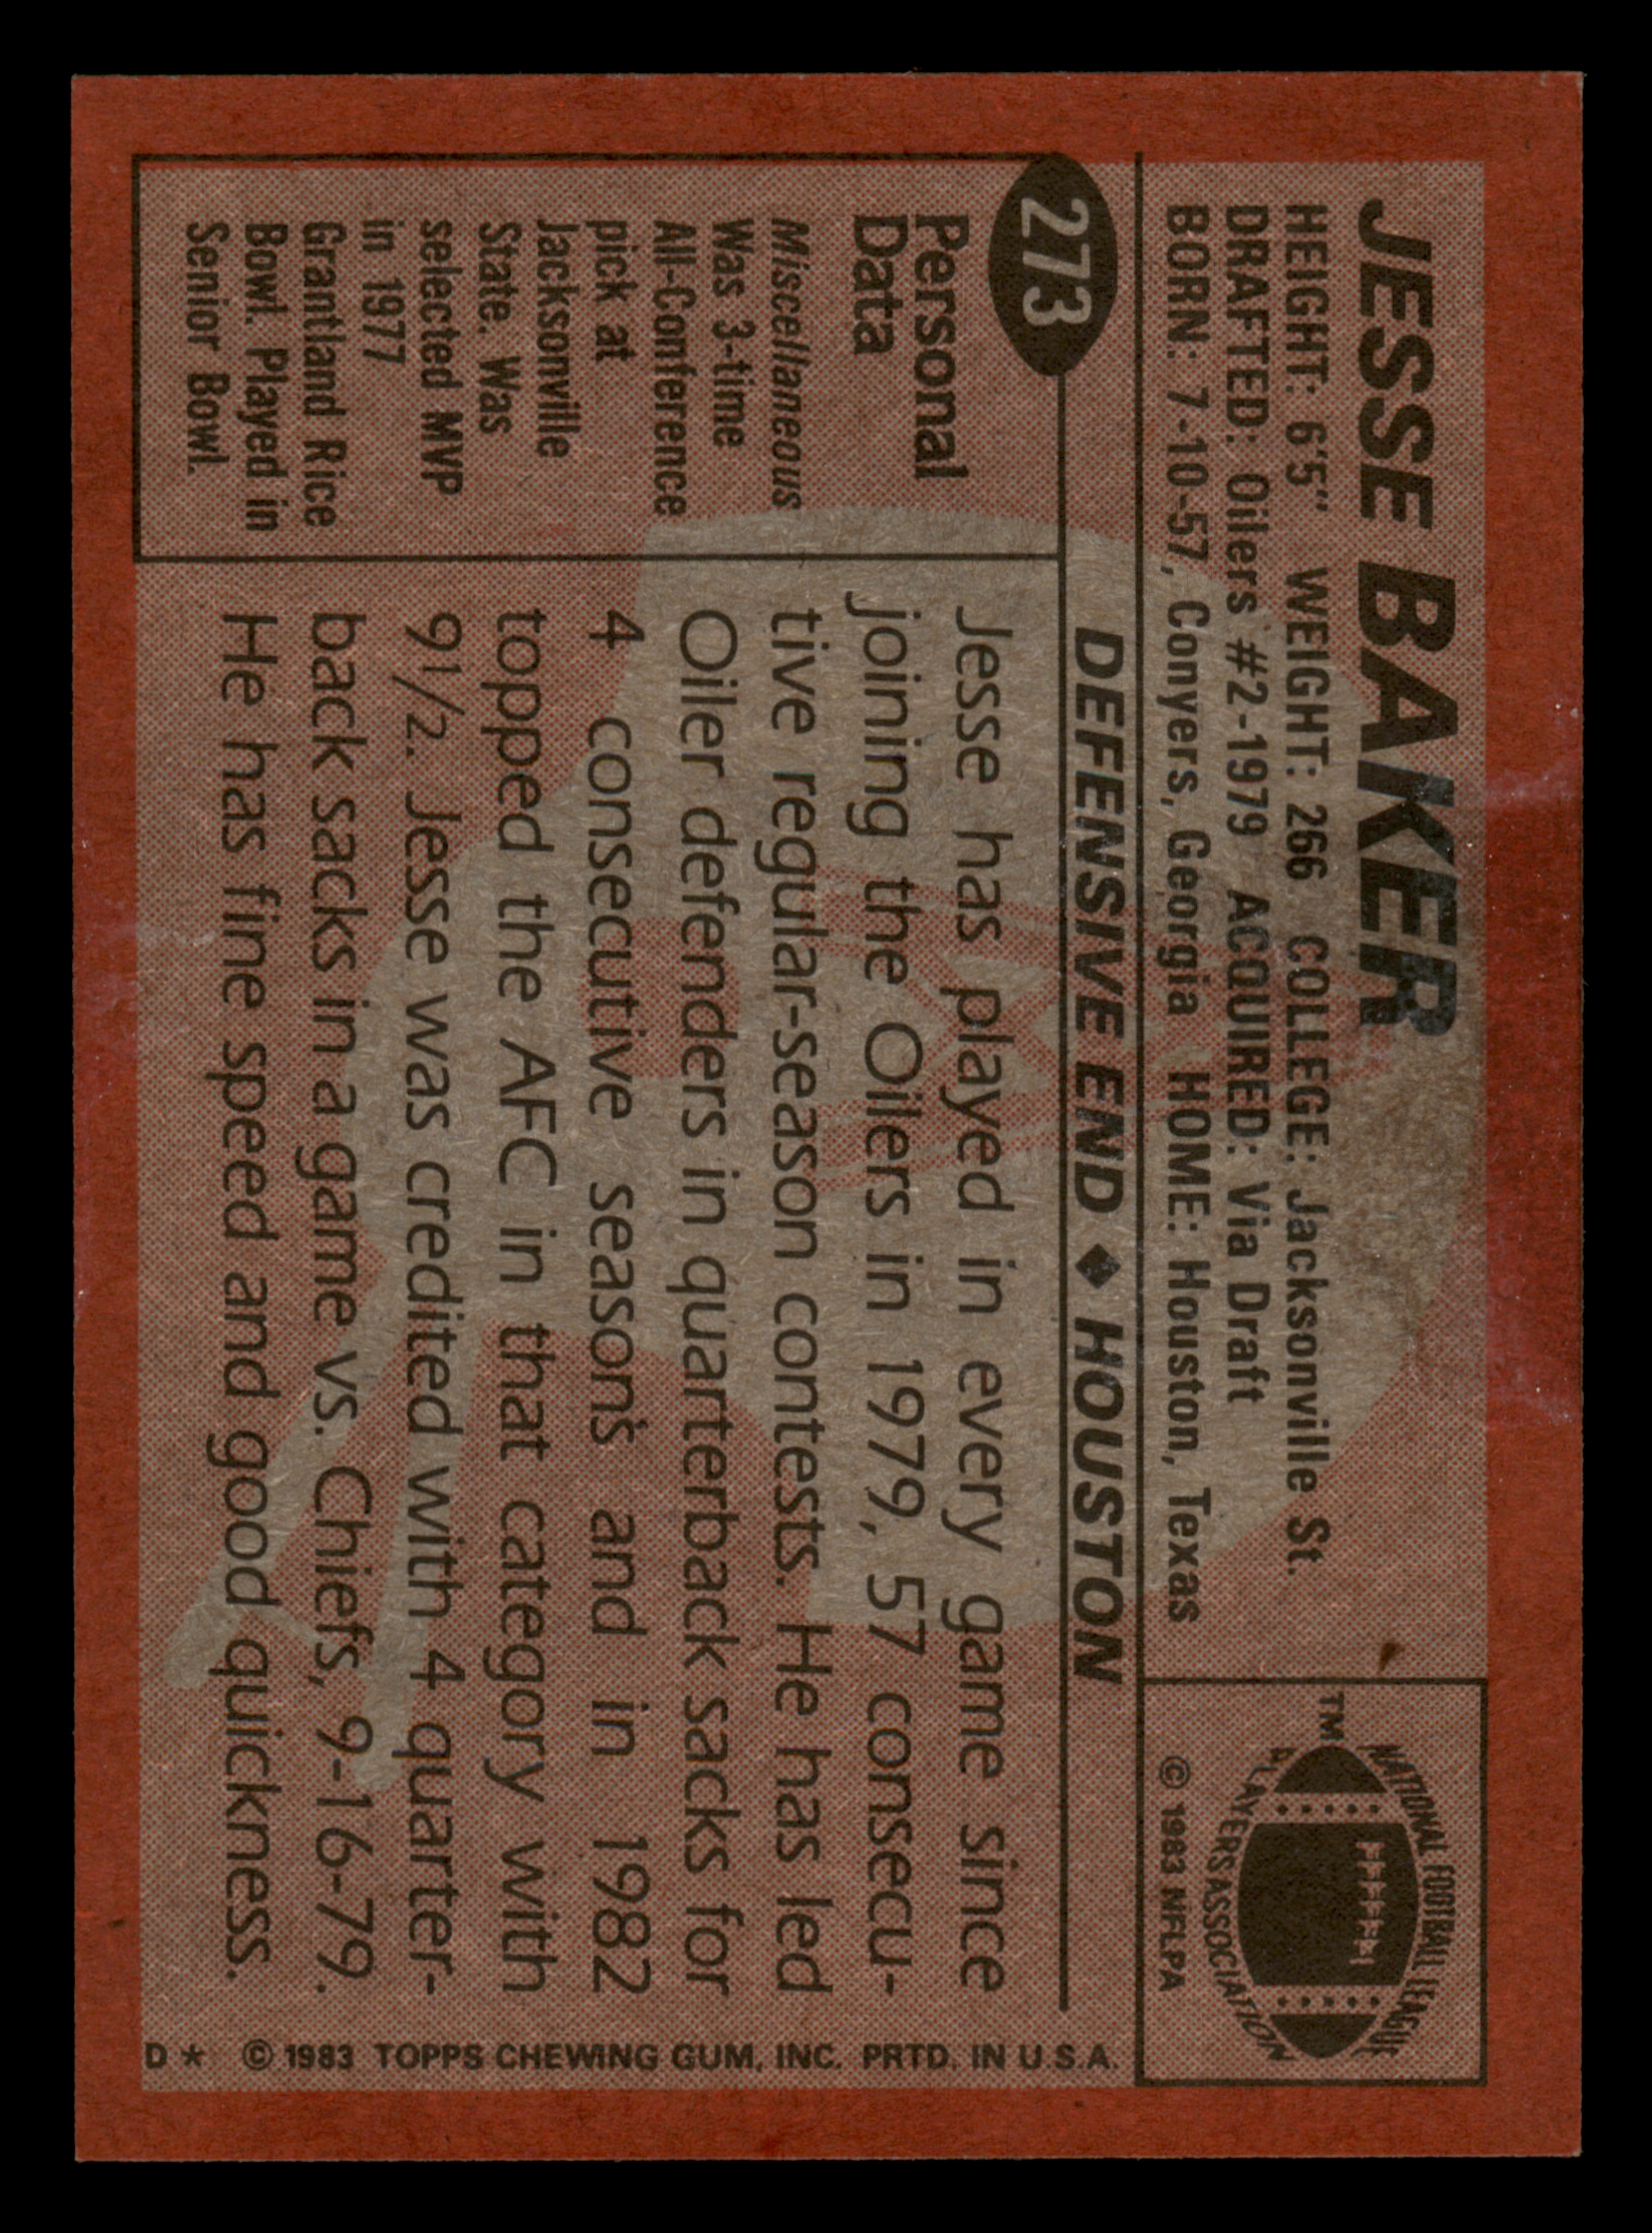 JESSE BAKER
HEIGHT: 6'5" WEIGHT: 266 COLLEGE: Jacksonville St.
DRAFTED: Oilers #2-1979 ACQUIRED: Via Draft
BORN: 7-10-57, Conyers, Georgia HOME: Houston, Texas
TM
NATIONAL FOOTBALL LEAGUE
PLAYERS ASSOCIATION
© 1983 NFLPA
273
DEFENSIVE END ◆ HOUSTON
Personal
Data
Miscellaneous
Was 3-time
All-Conference
pick at
Jacksonville
State. Was
selected MVP
in 1977
Grantland Rice
Bowl. Played in
Senior Bowl.
Jesse has played in every game since
joining the Oilers in 1979, 57 consecu-
tive regular-season contests. He has led
Oiler defenders in quarterback sacks for
4 consecutive seasons and in 1982
topped the AFC in that category with
9½. Jesse was credited with 4 quarter-
back sacks in a game vs. Chiefs, 9-16-79.
He has fine speed and good quickness.
D* © 1983 TOPPS CHEWING GUM, INC. PRTD. IN U.S.A.